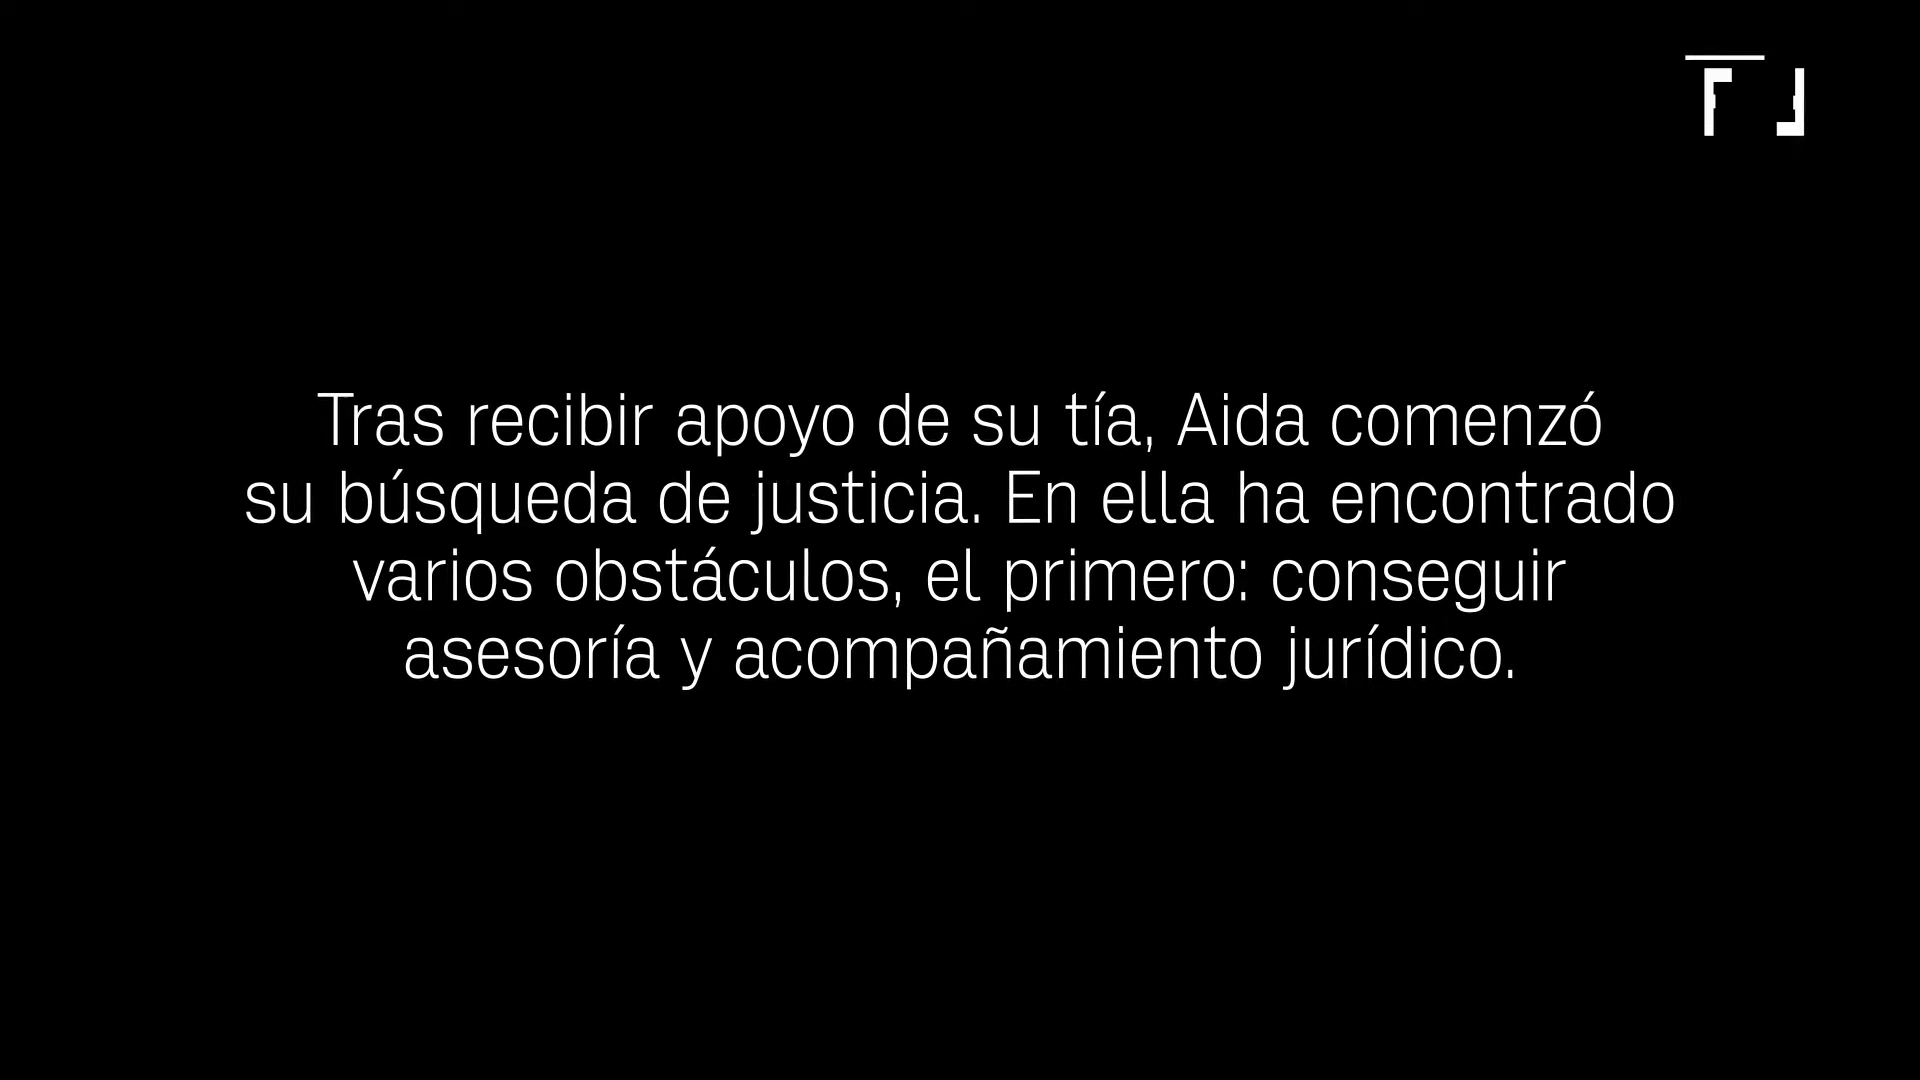 Tras recibir apoyo de su tía, Aida comenzó
su búsqueda de justicia. En ella ha encontrado
varios obstáculos, el primero: conseguir
asesoría y acompañamiento jurídico.